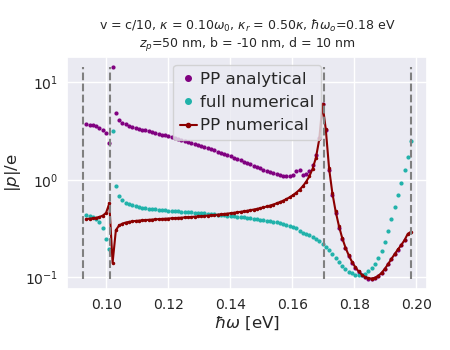 v = c/10, κ = 0.10ω₀, κᵣ = 0.50κ, ħωₒ=0.18 eV
zₚ=50 nm, b = -10 nm, d = 10 nm
PP analytical
full numerical
PP numerical
|p|/e
10¹
10⁰
10⁻¹
0.10 0.12 0.14 0.16 0.18 0.20
ħω [eV]